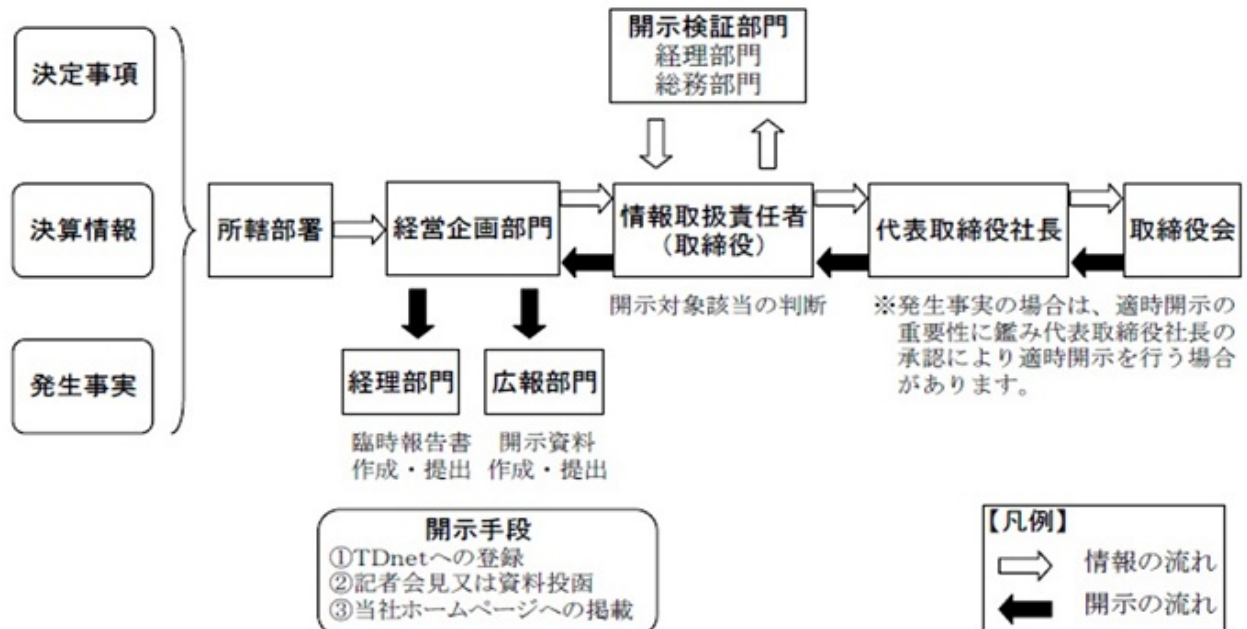 決定事項
決算情報
発生事実
所轄部署
経営企画部門
開示検証部門
経理部門
総務部門
情報取扱責任者
(取締役)
開示対象該当の判断
代表取締役社長
取締役会
※発生事実の場合は、適時開示の
重要性に鑑み代表取締役社長の
承認により適時開示を行う場合
があります。
経理部門
臨時報告書
作成・提出
広報部門
開示資料
作成・提出
開示手段
①TDnetへの登録
②記者会見又は資料投函
③当社ホームページへの掲載
【凡例】
情報の流れ
開示の流れ